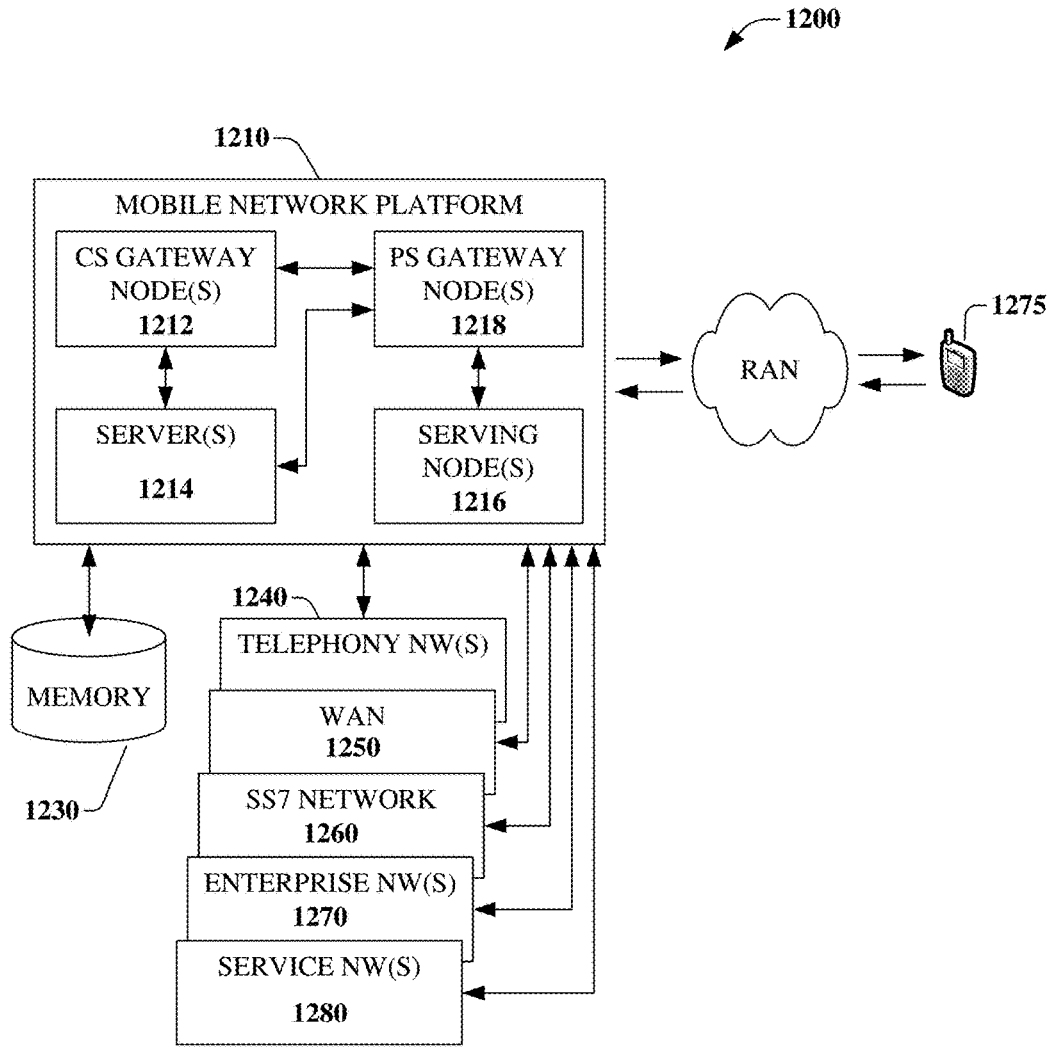 1200
1210
MOBILE NETWORK PLATFORM
CS GATEWAY
NODE(S)
1212
PS GATEWAY
NODE(S)
1218
SERVER(S)
1214
SERVING
NODE(S)
1216
RAN
1275
MEMORY
1230
1240
TELEPHONY NW(S)
WAN
1250
SS7 NETWORK
1260
ENTERPRISE NW(S)
1270
SERVICE NW(S)
1280